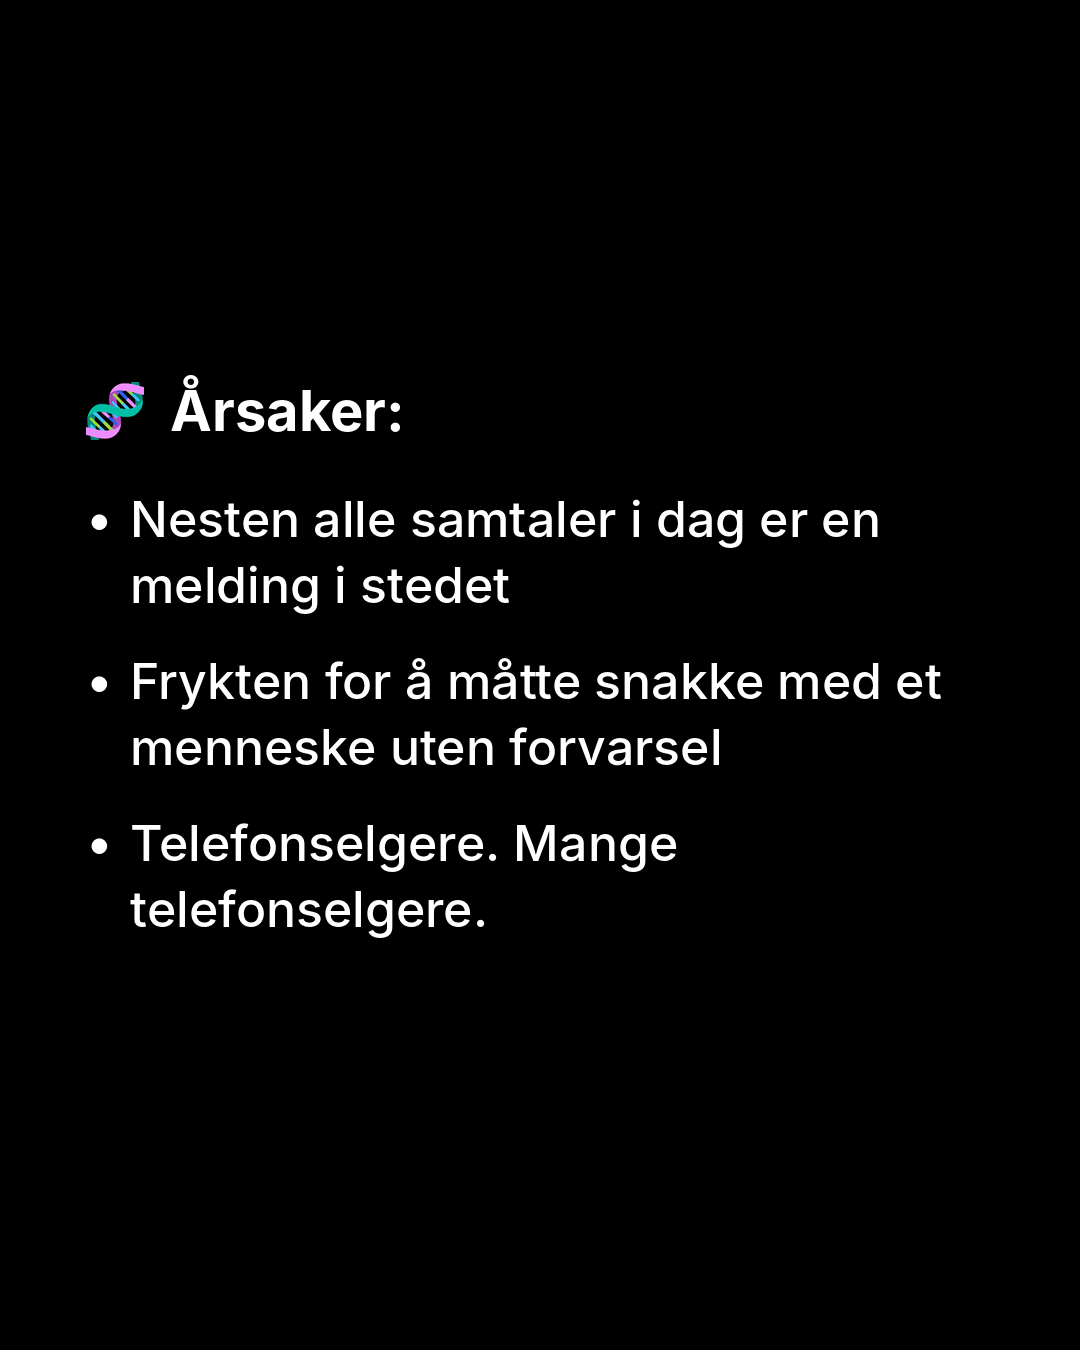 🧬 Årsaker:
• Nesten alle samtaler i dag er en
melding i stedet
• Frykten for å måtte snakke med et
menneske uten forvarsel
• Telefonselgere. Mange
telefonselgere.